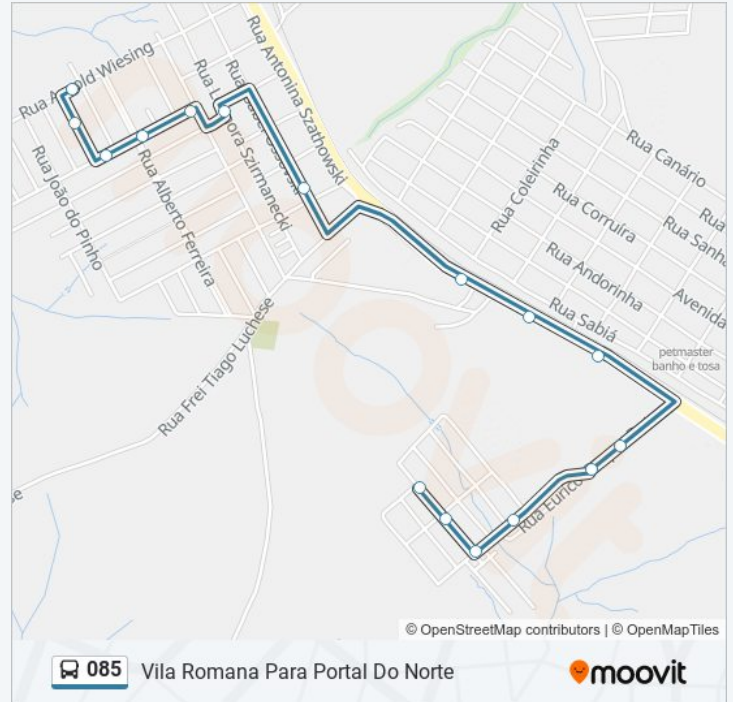 Rua Arnold Wiesing
Rua Antonina Szathowski
Rua João do Pinho
Rua Alberto Ferreira
Rua Canário
Rua Coleirinha
Rua Corruíra
Rua Andorinha
Avenida
Rua Sabiá
petmaster
banho e tosa
Rua Frei Tiago Luchese
© OpenStreetMap contributors | © OpenMapTiles
085 Vila Romana Para Portal Do Norte
moovit